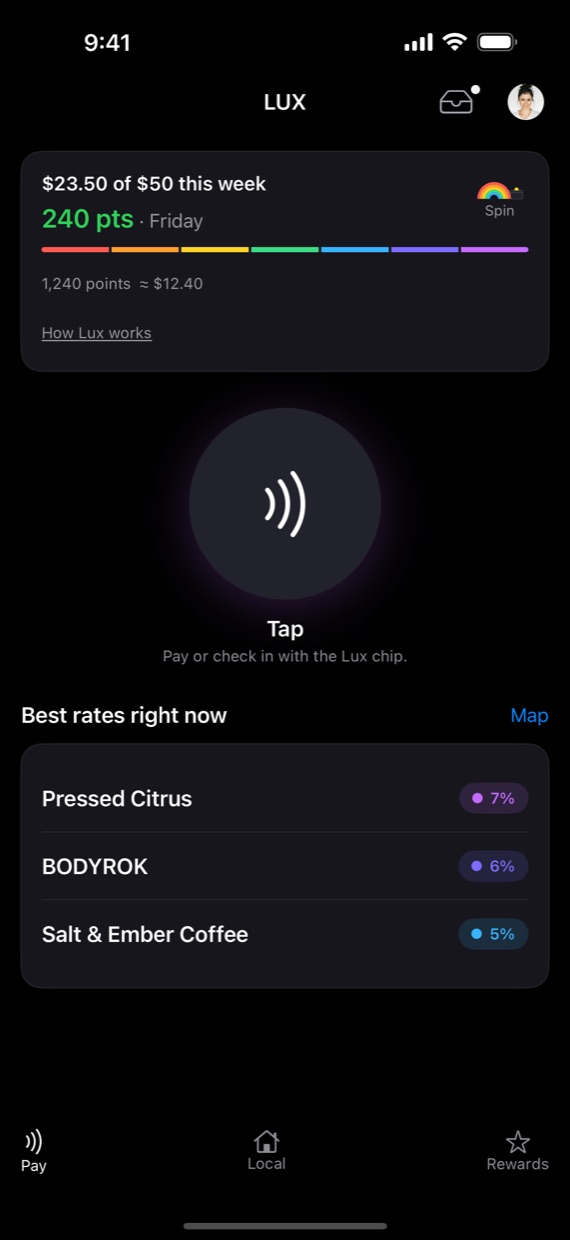 9:41
LUX
$23.50 of $50 this week
240 pts · Friday
Spin
1,240 points ≈ $12.40
How Lux works
Tap
Pay or check in with the Lux chip.
Best rates right now
Map
Pressed Citrus
7%
BODYROK
6%
Salt & Ember Coffee
5%
Pay
Local
Rewards